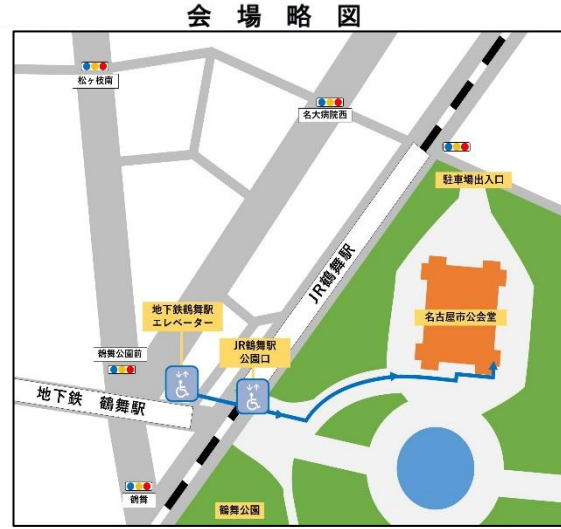 会場略図
松ヶ枝南
名大病院西
駐車場出入口
JR鶴舞駅
名古屋市公会堂
地下鉄鶴舞駅
エレベーター
JR鶴舞駅
公園口
鶴舞公園前
地下鉄 鶴舞駅
鶴舞
鶴舞公園